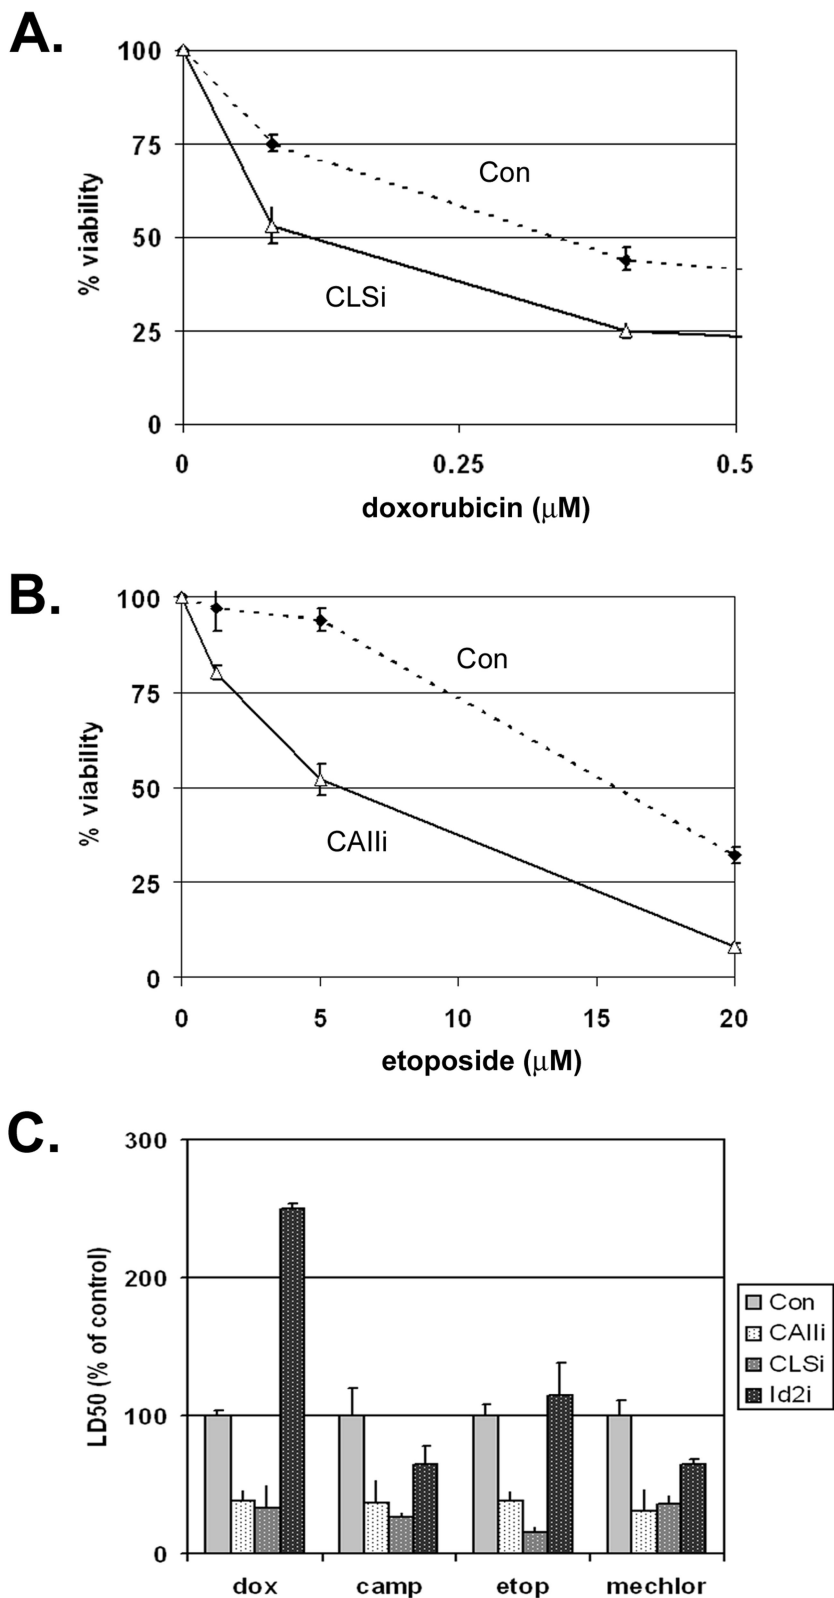 A.
% viability
100
75
50
25
0
Con
CLSi
0 0.25 0.5
doxorubicin (μM)
B.
% viability
100
75
50
25
0
Con
CAIIi
0 5 10 15 20
etoposide (μM)
C.
LD50 (% of control)
300
200
100
0
Con
CAIIi
CLSi
Id2i
dox camp etop mechlor